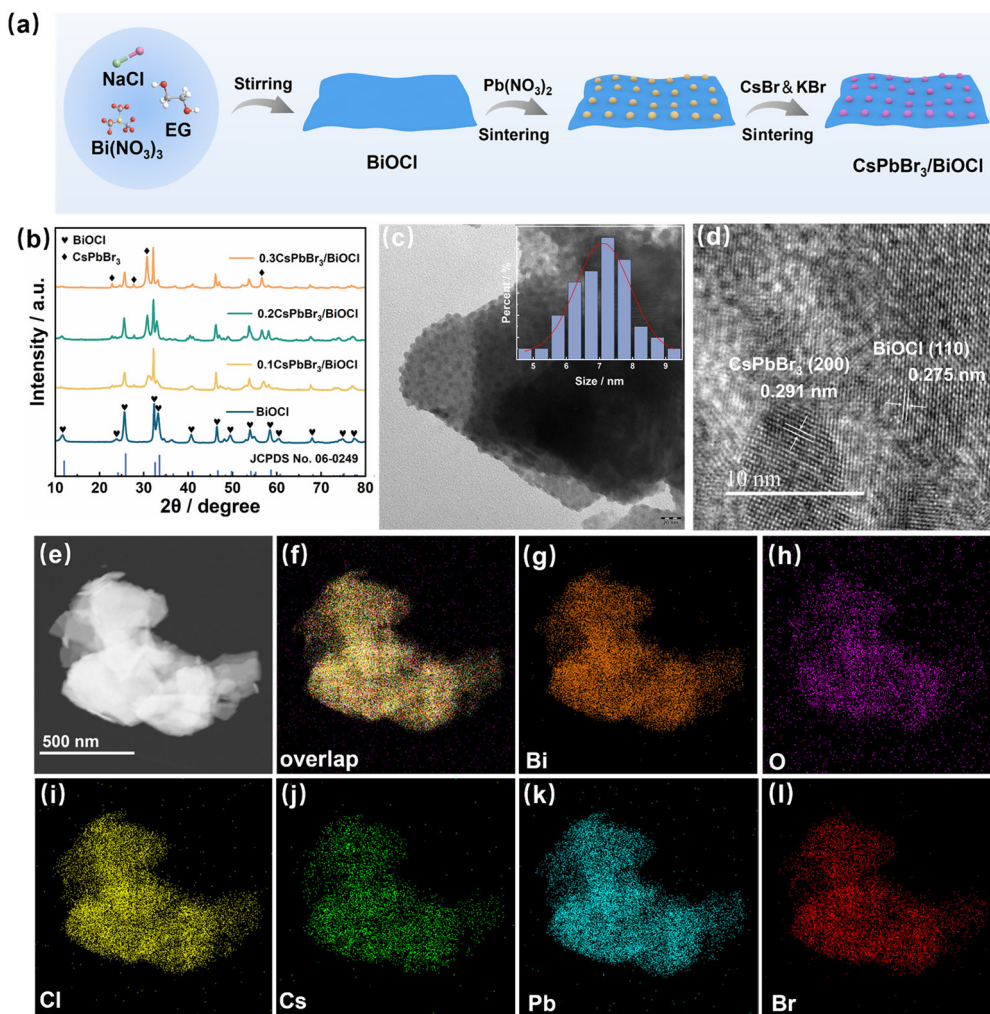 (a)
NaCl
EG
Bi(NO₃)₃
Stirring
BiOCl
Pb(NO₃)₂
Sintering
CsBr & KBr
Sintering
CsPbBr₃/BiOCl
(b)
♥ BiOCl
♦ CsPbBr₃
0.3CsPbBr₃/BiOCl
0.2CsPbBr₃/BiOCl
0.1CsPbBr₃/BiOCl
BiOCl
JCPDS No. 06-0249
Intensity / a.u.
10 20 30 40 50 60 70 80
2θ / degree
(c)
Percent / %
5 6 7 8 9
Size / nm
(d)
CsPbBr₃ (200)
0.291 nm
BiOCl (110)
0.275 nm
10 nm
(e)
500 nm
(f)
overlap
(g)
Bi
(h)
O
(i)
Cl
(j)
Cs
(k)
Pb
(l)
Br